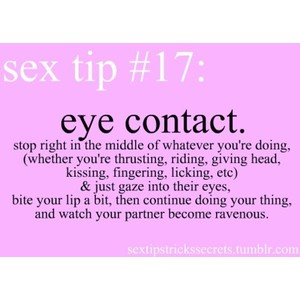 sex tip #17:
eye contact.
stop right in the middle of whatever you're doing,
(whether you're thrusting, riding, giving head,
kissing, fingering, licking, etc)
& just gaze into their eyes,
bite your lip a bit, then continue doing your thing,
and watch your partner become ravenous.
sextipstrickssecrets.tumblr.com